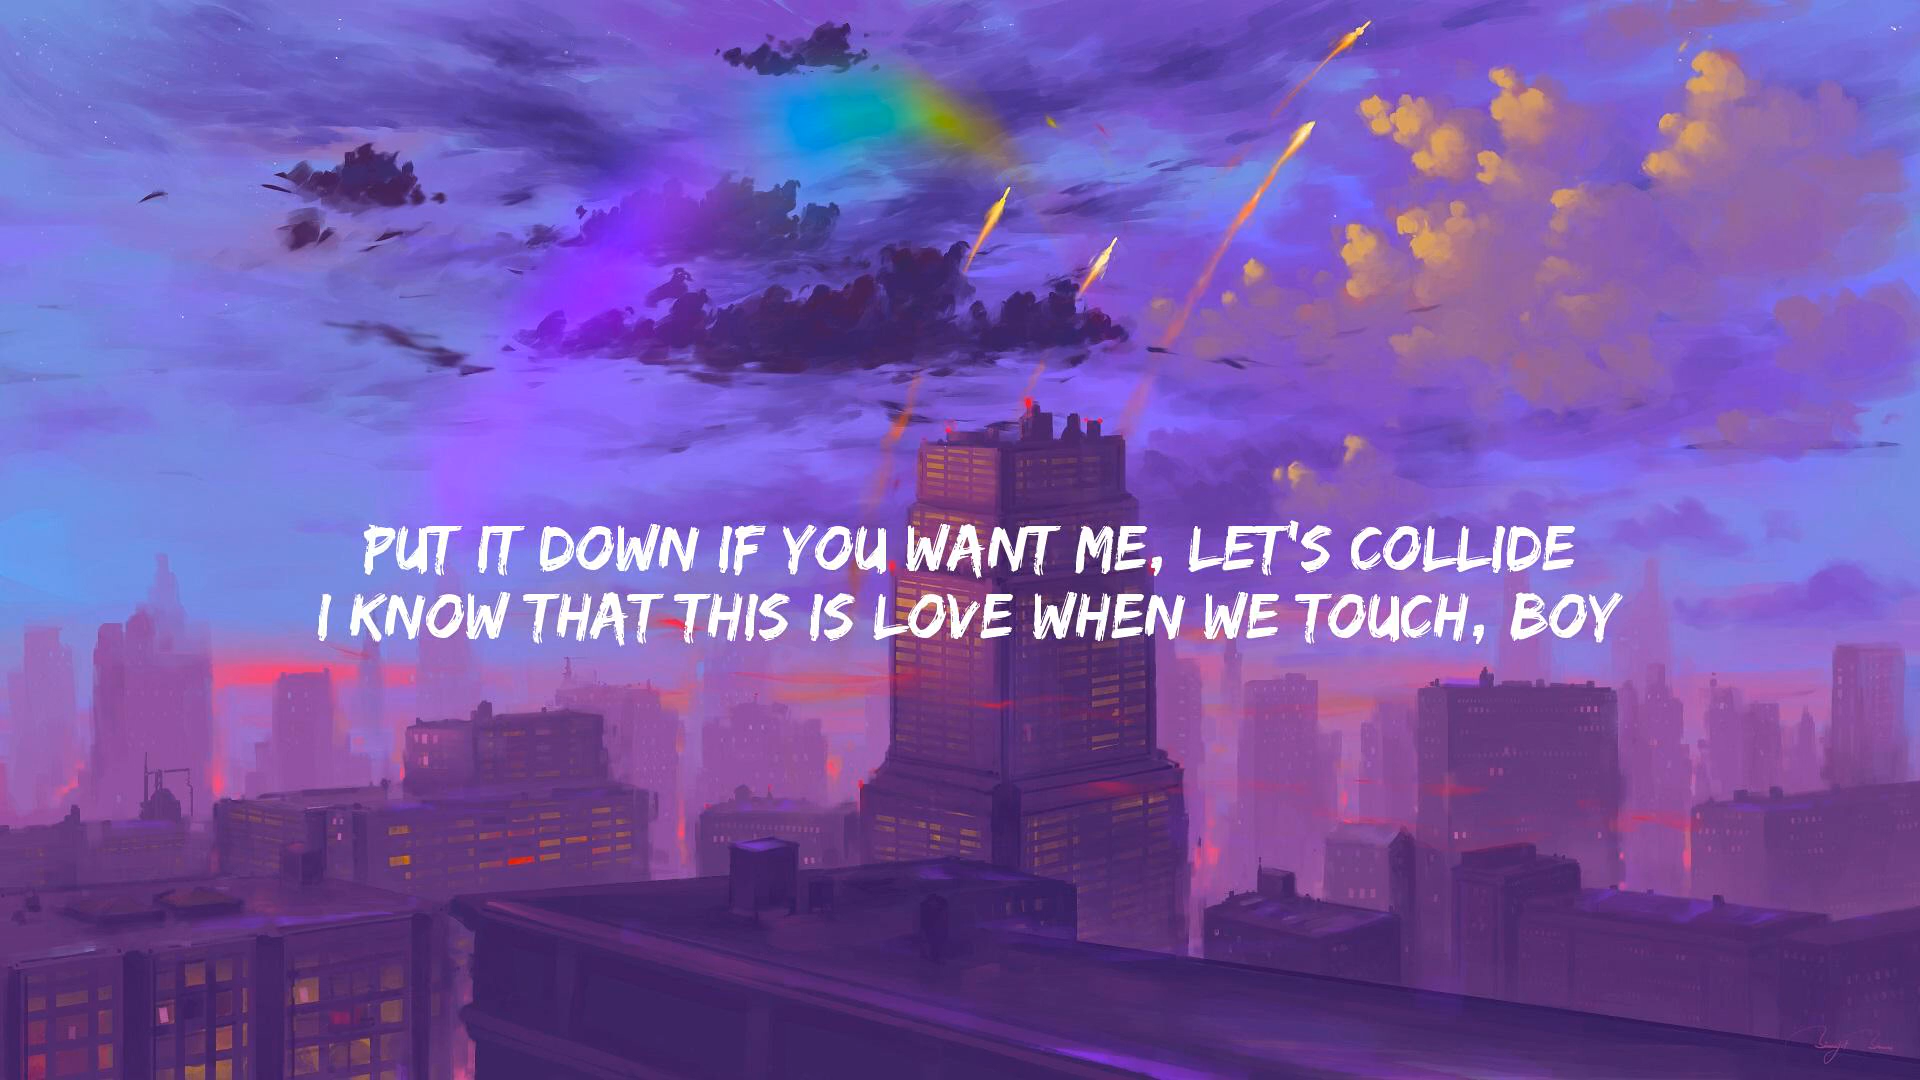 PUT IT DOWN IF YOU WANT ME, LET'S COLLIDE
I KNOW THAT THIS IS LOVE WHEN WE TOUCH, BOY